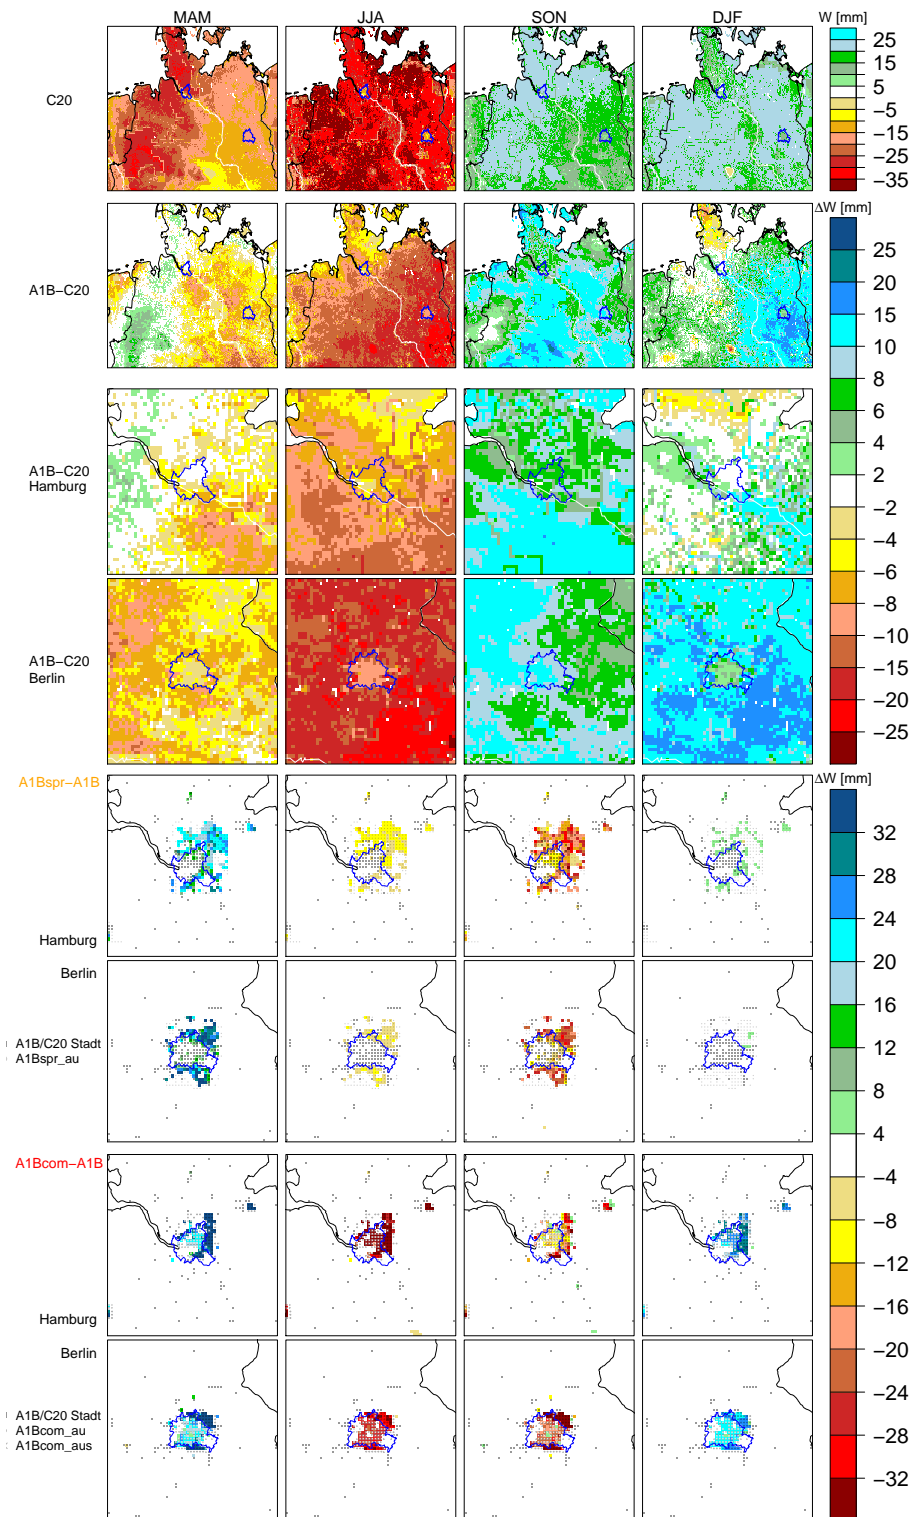 MAM JJA SON DJF W [mm]
C20
25
15
5
−5
−15
−25
−35
ΔW [mm]
A1B−C20
A1B−C20
Hamburg
A1B−C20
Berlin
25
20
10
8
6
4
2
−2
−6
−8
−10
−15
−20
−25
A1Bspr−A1B
ΔW [mm]
Hamburg
Berlin
A1B/C20 Stadt
A1Bspr_au
A1Bcom−A1B
Hamburg
Berlin
A1B/C20 Stadt
A1Bcom_au
A1Bcom_aus
32
28
24
20
16
12
8
4
−4
−8
−12
−16
−20
−24
−28
−32